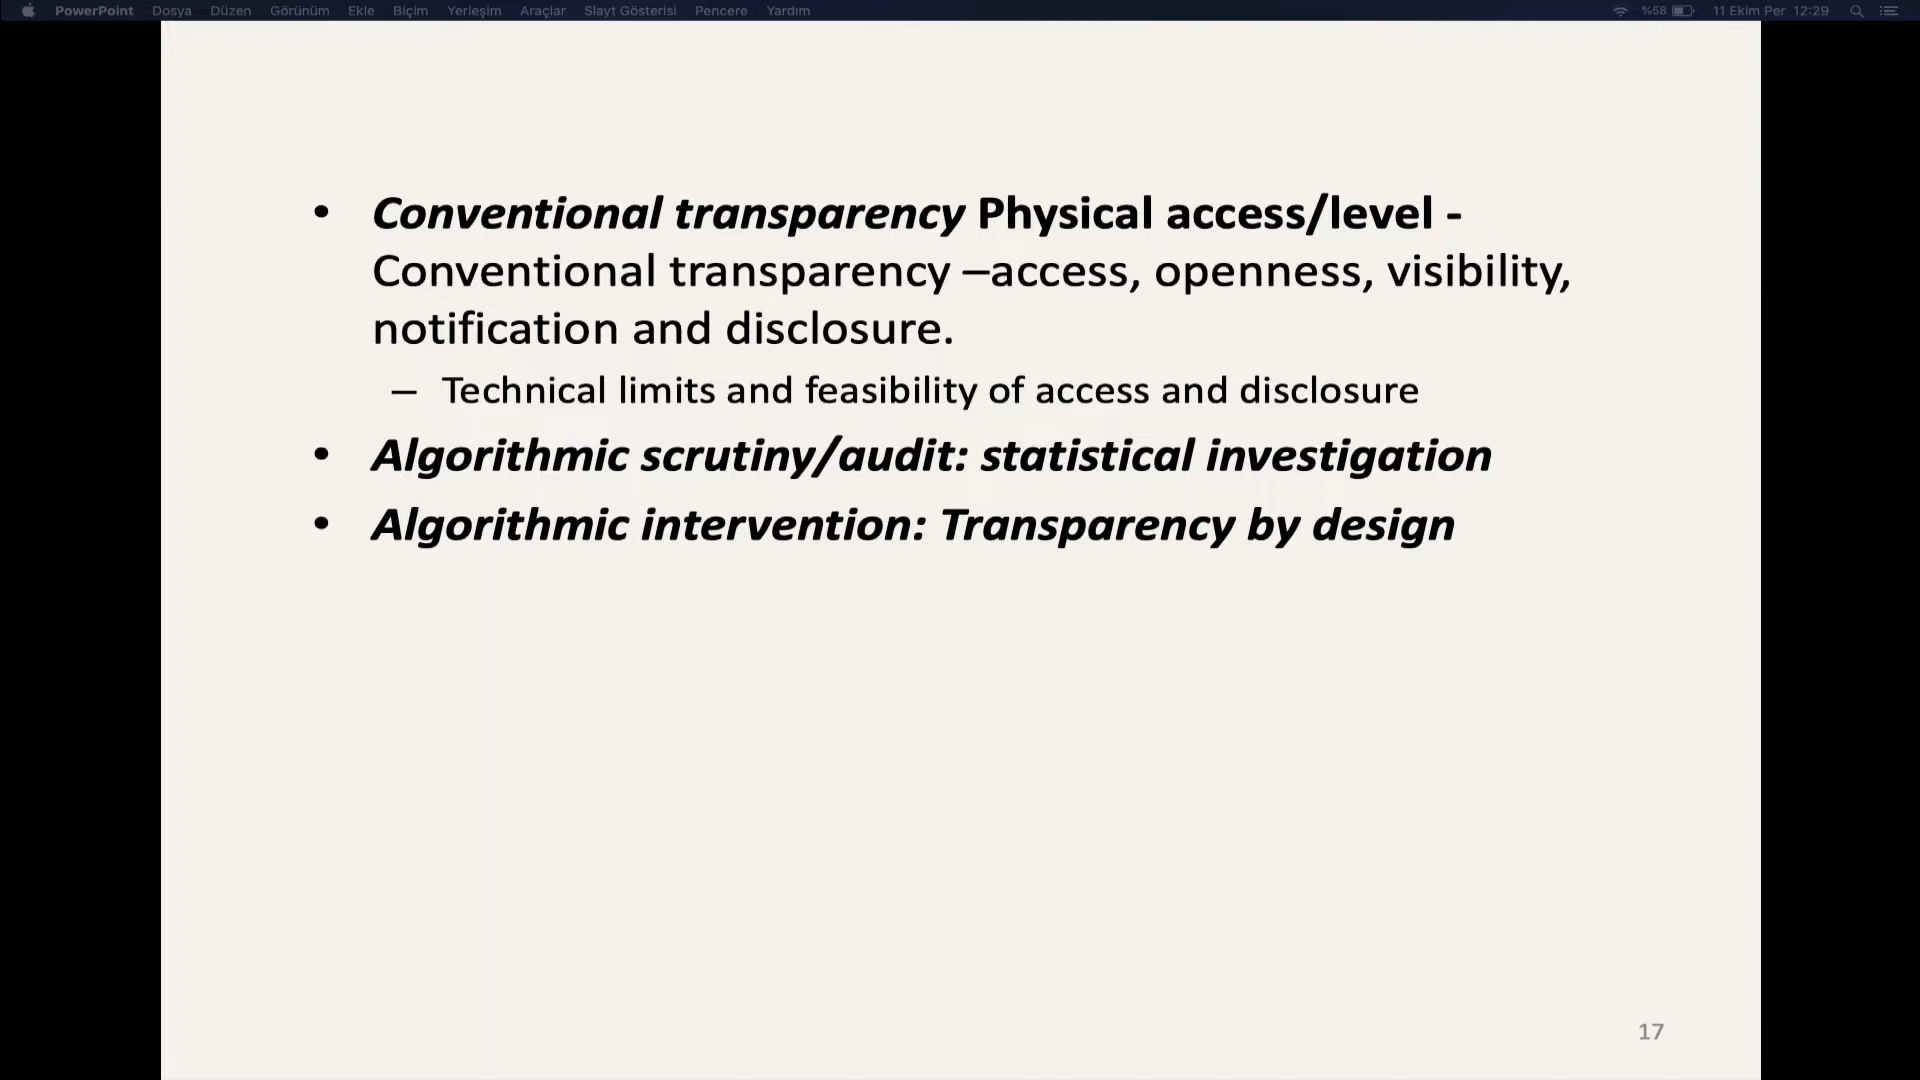 PowerPoint Dosya Düzen Görünüm Ekle Biçim Yerleşim Araçlar Slayt Gösterisi Pencere Yardım %58 11 Ekim Per 12:29
• Conventional transparency Physical access/level -
Conventional transparency –access, openness, visibility,
notification and disclosure.
– Technical limits and feasibility of access and disclosure
• Algorithmic scrutiny/audit: statistical investigation
• Algorithmic intervention: Transparency by design
17